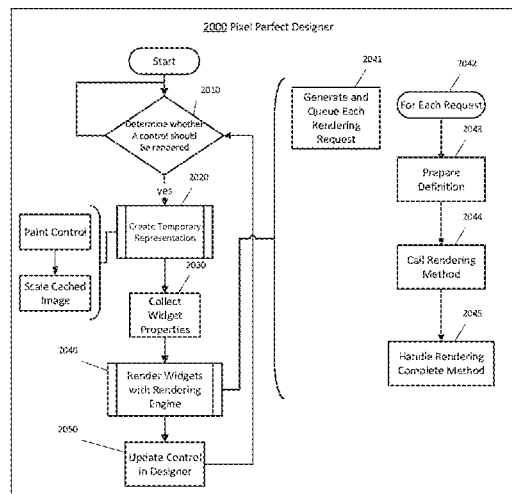 2000 Pixel Perfect Designer
Start
2010
Determine whether
A control should
be rendered
yes
2020
Create Temporary
Representation
Paint Control
Scale Cached
Image
2030
Collect
Widget
Properties
2040
Render Widgets
with Rendering
Engine
2050
Update Control
in Designer
2041
Generate and
Queue Each
Rendering
Request
2042
For Each Request
2043
Prepare
Definition
2044
Call Rendering
Method
2045
Handle Rendering
Complete Method